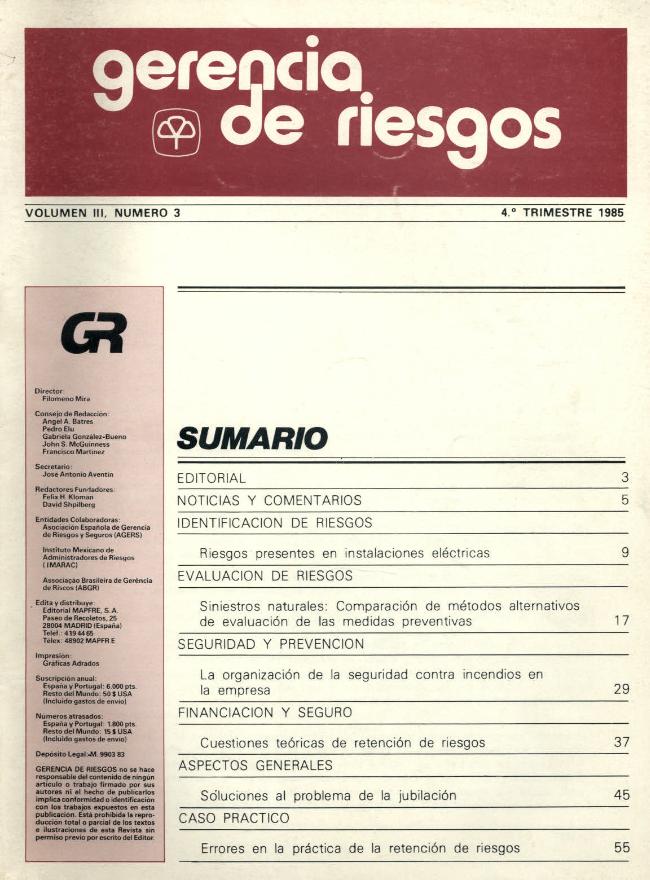 gerencia
de riesgos
VOLUMEN III, NUMERO 3
4.º TRIMESTRE 1985
GR
Director:
Filomeno Mira
Consejo de Redacción:
Angel A. Batres
Pedro Elu
Gabriela González-Bueno
John S. McGuinness
Francisco Martínez
Secretario:
José Antonio Aventín
Redactores Fundadores:
Felix H. Kloman
David Shpilberg
Entidades Colaboradoras:
Asociación Española de Gerencia
de Riesgos y Seguros (AGERS)
Instituto Mexicano de
Administradores de Riesgos
(IMARAC)
Associação Brasileira de Gerência
de Riscos (ABGR)
Edita y distribuye:
Editorial MAPFRE, S. A.
Paseo de Recoletos, 25
28004 MADRID (España)
Telef.: 419 44 65
Télex: 48902 MAPFR E
Impresión:
Gráficas Adrados
Suscripción anual:
España y Portugal: 6.000 pts.
Resto del Mundo: 50 $ USA
(Incluido gastos de envío)
Números atrasados:
España y Portugal: 1.800 pts.
Resto del Mundo: 15 $ USA
(Incluido gastos de envío)
Depósito Legal: M. 9903 83
GERENCIA DE RIESGOS no se hace
responsable del contenido de ningún
artículo o trabajo firmado por sus
autores ni el hecho de publicarlos
implica conformidad o identificación
con los trabajos expuestos en esta
publicación. Está prohibida la repro-
ducción total o parcial de los textos
e ilustraciones de esta Revista sin
permiso previo por escrito del Editor.
SUMARIO
EDITORIAL 3
NOTICIAS Y COMENTARIOS 5
IDENTIFICACION DE RIESGOS
Riesgos presentes en instalaciones eléctricas 9
EVALUACION DE RIESGOS
Siniestros naturales: Comparación de métodos alternativos
de evaluación de las medidas preventivas 17
SEGURIDAD Y PREVENCION
La organización de la seguridad contra incendios en
la empresa 29
FINANCIACION Y SEGURO
Cuestiones teóricas de retención de riesgos 37
ASPECTOS GENERALES
Soluciones al problema de la jubilación 45
CASO PRACTICO
Errores en la práctica de la retención de riesgos 55